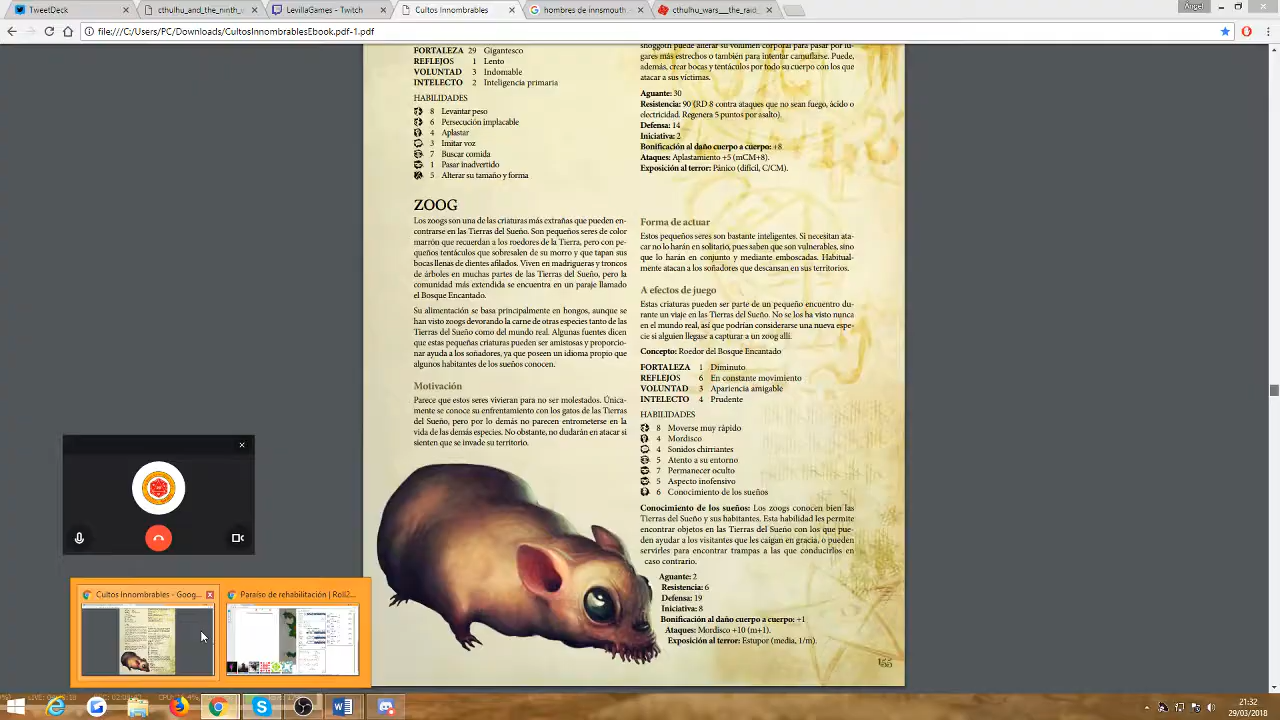 TweetDeck
cthulhu_and_the_ninth_w
LevillaGames - Twitch
Cultos Innombrables
hombres de innsmouth
cthulhu_wars__the_raid
Angel
file:///C:/Users/PC/Downloads/CultosInnombrablesEbook.pdf-1.pdf
FORTALEZA 29 Gigantesco
REFLEJOS 1 Lento
VOLUNTAD 3 Indomable
INTELECTO 2 Inteligencia primaria
HABILIDADES
8 Levantar peso
6 Persecución implacable
4 Aplastar
3 Imitar voz
7 Buscar comida
1 Pasar inadvertido
5 Alterar su tamaño y forma
ZOOG
Los zoogs son una de las criaturas más extrañas que pueden en-
contrarse en las Tierras del Sueño. Son pequeños seres de color
marrón que recuerdan a los roedores de la Tierra, pero con pe-
queños tentáculos que sobresalen de su morro y que tapan sus
bocas llenas de dientes afilados. Viven en madrigueras y troncos
de árboles en muchas partes de las Tierras del Sueño, pero la
comunidad más extendida se encuentra en un paraje llamado
el Bosque Encantado.
Su alimentación se basa principalmente en hongos, aunque se
han visto zoogs devorando la carne de otras especies tanto de las
Tierras del Sueño como del mundo real. Algunas fuentes dicen
que estas pequeñas criaturas pueden ser amistosas y proporcio-
nar ayuda a los soñadores, ya que poseen un idioma propio que
algunos habitantes de los sueños conocen.
Motivación
Parece que estos seres vivieran para no ser molestados. Única-
mente se conoce su enfrentamiento con los gatos de las Tierras
del Sueño, pero por lo demás no parecen entrometerse en la
vida de las demás especies. No obstante, no dudarán en atacar si
sienten que se invade su territorio.
shoggoth puede alterar su volumen corporal para pasar por lu-
gares más estrechos o también para intentar camuflarse. Puede,
además, crear bocas y tentáculos por todo su cuerpo con los que
atacar a sus víctimas.
Aguante: 30
Resistencia: 90 (RD 8 contra ataques que no sean fuego, ácido o
electricidad. Regenera 5 puntos por asalto).
Defensa: 14
Iniciativa: 2
Bonificación al daño cuerpo a cuerpo: +8
Ataques: Aplastamiento +5 (mCM+8).
Exposición al terror: Pánico (difícil, C/CM).
Forma de actuar
Estos pequeños seres son bastante inteligentes. Si necesitan ata-
car no lo harán en solitario, pues saben que son vulnerables, sino
que lo harán en conjunto y mediante emboscadas. Habitual-
mente atacan a los soñadores que descansan en sus territorios.
A efectos de juego
Estas criaturas pueden ser parte de un pequeño encuentro du-
rante un viaje en las Tierras del Sueño. No se los ha visto nunca
en el mundo real, así que podrían considerarse una nueva espe-
cie si alguien llegase a capturar a un zoog allí.
Concepto: Roedor del Bosque Encantado
FORTALEZA 1 Diminuto
REFLEJOS 6 En constante movimiento
VOLUNTAD 3 Apariencia amigable
INTELECTO 4 Prudente
HABILIDADES
8 Moverse muy rápido
4 Mordisco
4 Sonidos chirriantes
5 Atento a su entorno
7 Permanecer oculto
5 Aspecto inofensivo
6 Conocimiento de los sueños
Conocimiento de los sueños: Los zoogs conocen bien las
Tierras del Sueño y sus habitantes. Esta habilidad les permite
encontrar objetos en las Tierras del Sueño con los que pue-
den ayudar a los visitantes que les caigan en gracia, o pueden
servirles para encontrar trampas a las que conducirlos en
caso contrario.
Aguante: 2
Resistencia: 6
Defensa: 19
Iniciativa: 8
Bonificación al daño cuerpo a cuerpo: +1
Ataques: Mordisco +10 (m+1).
Exposición al terror: Estupor (media, 1/m).
Cultos Innombrables - Goog...
Paraíso de rehabilitación | Roll2...
21:32
29/03/2018